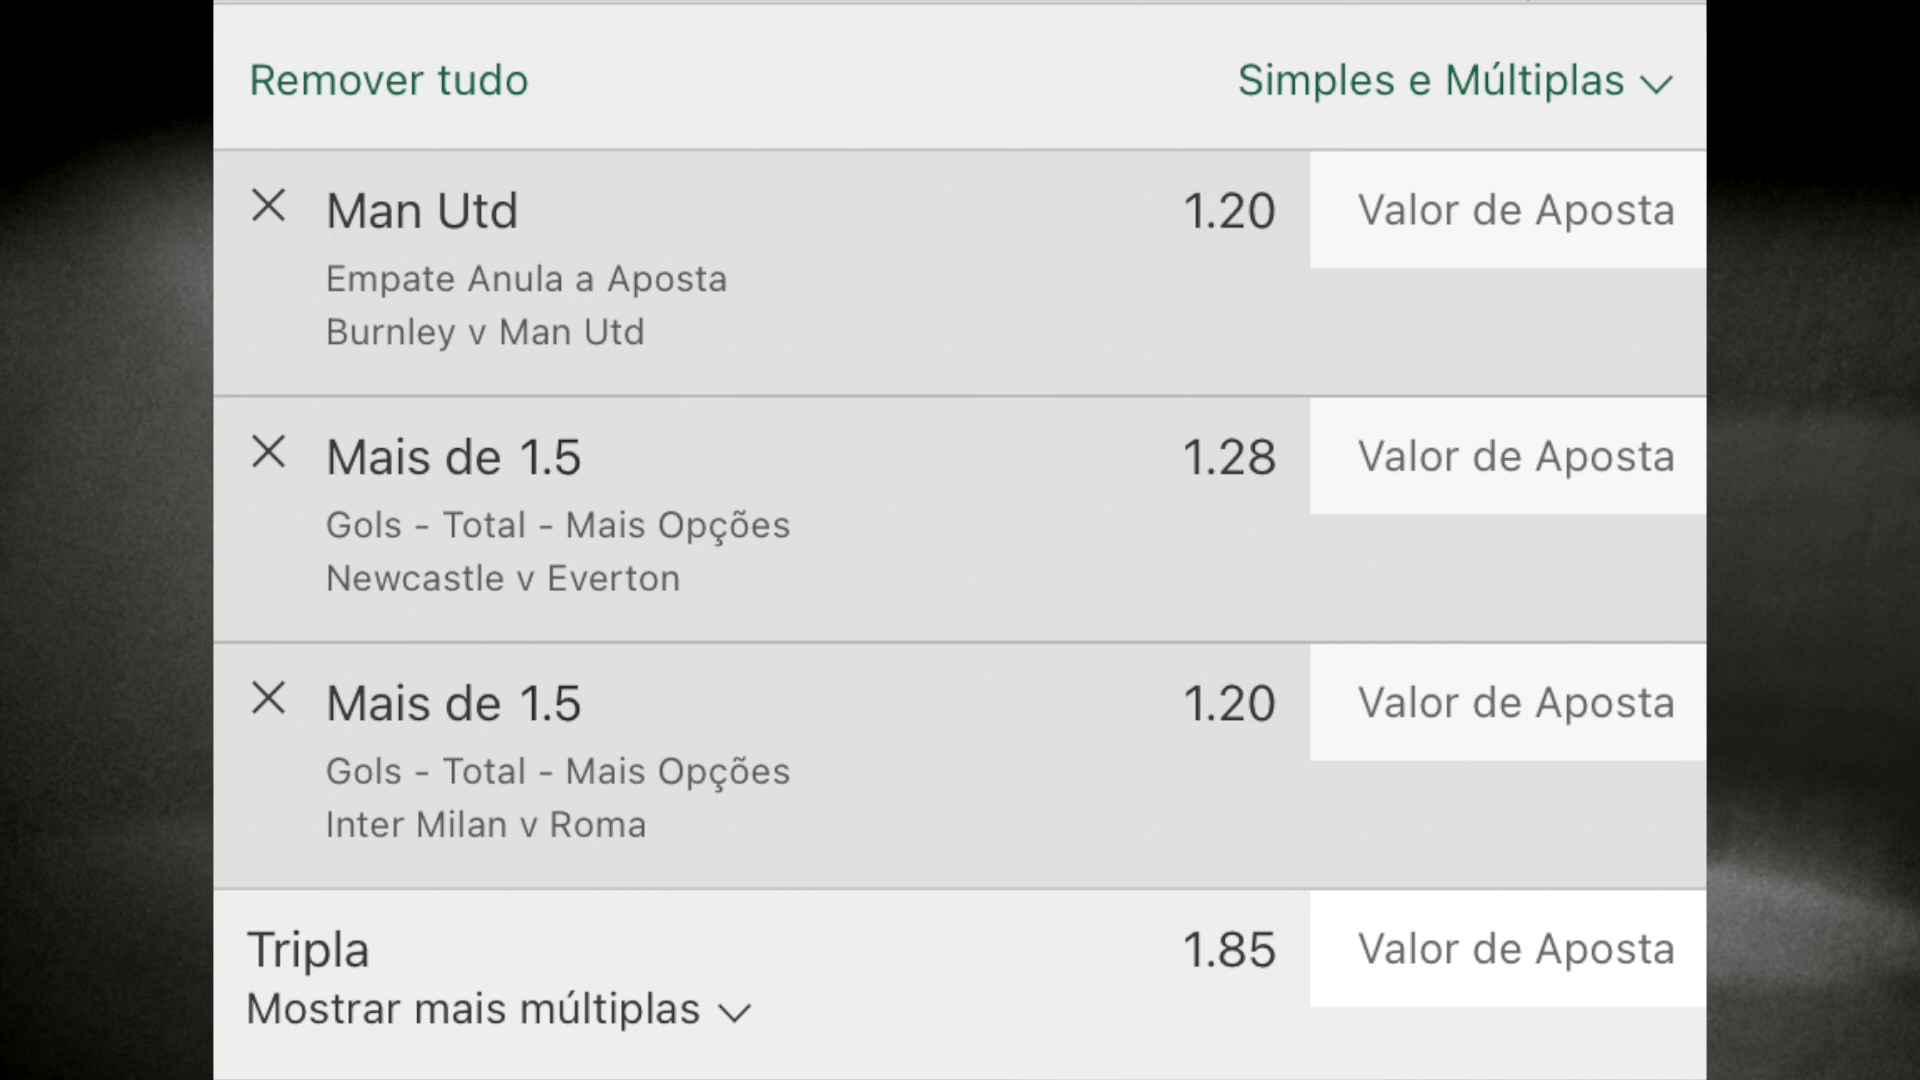 Remover tudo
Simples e Múltiplas
Man Utd
1.20
Valor de Aposta
Empate Anula a Aposta
Burnley v Man Utd
Mais de 1.5
1.28
Valor de Aposta
Gols - Total - Mais Opções
Newcastle v Everton
Mais de 1.5
1.20
Valor de Aposta
Gols - Total - Mais Opções
Inter Milan v Roma
Tripla
1.85
Valor de Aposta
Mostrar mais múltiplas